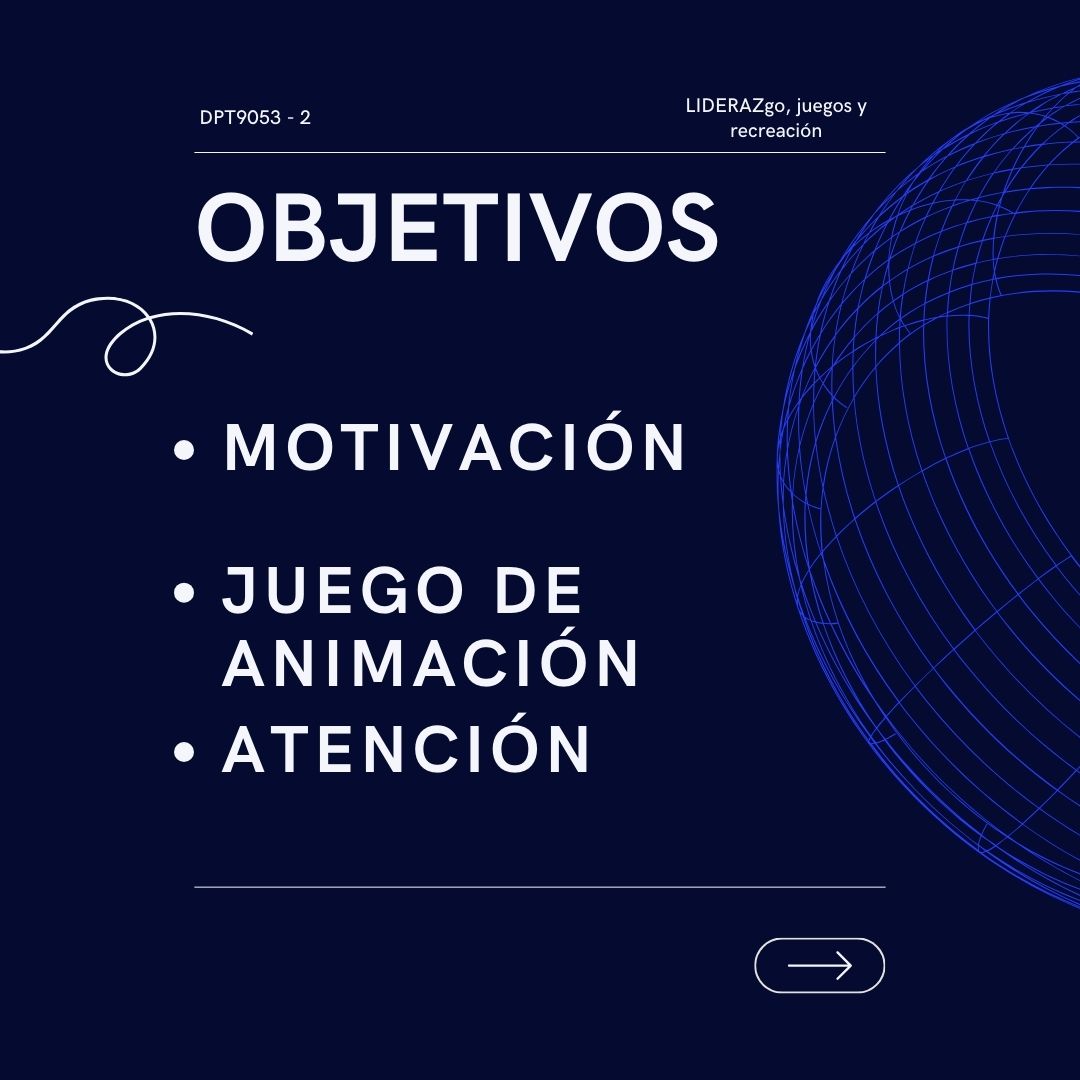 DPT9053 - 2
LIDERAZgo, juegos y
recreación
OBJETIVOS
• MOTIVACIÓN
• JUEGO DE
ANIMACIÓN
• ATENCIÓN